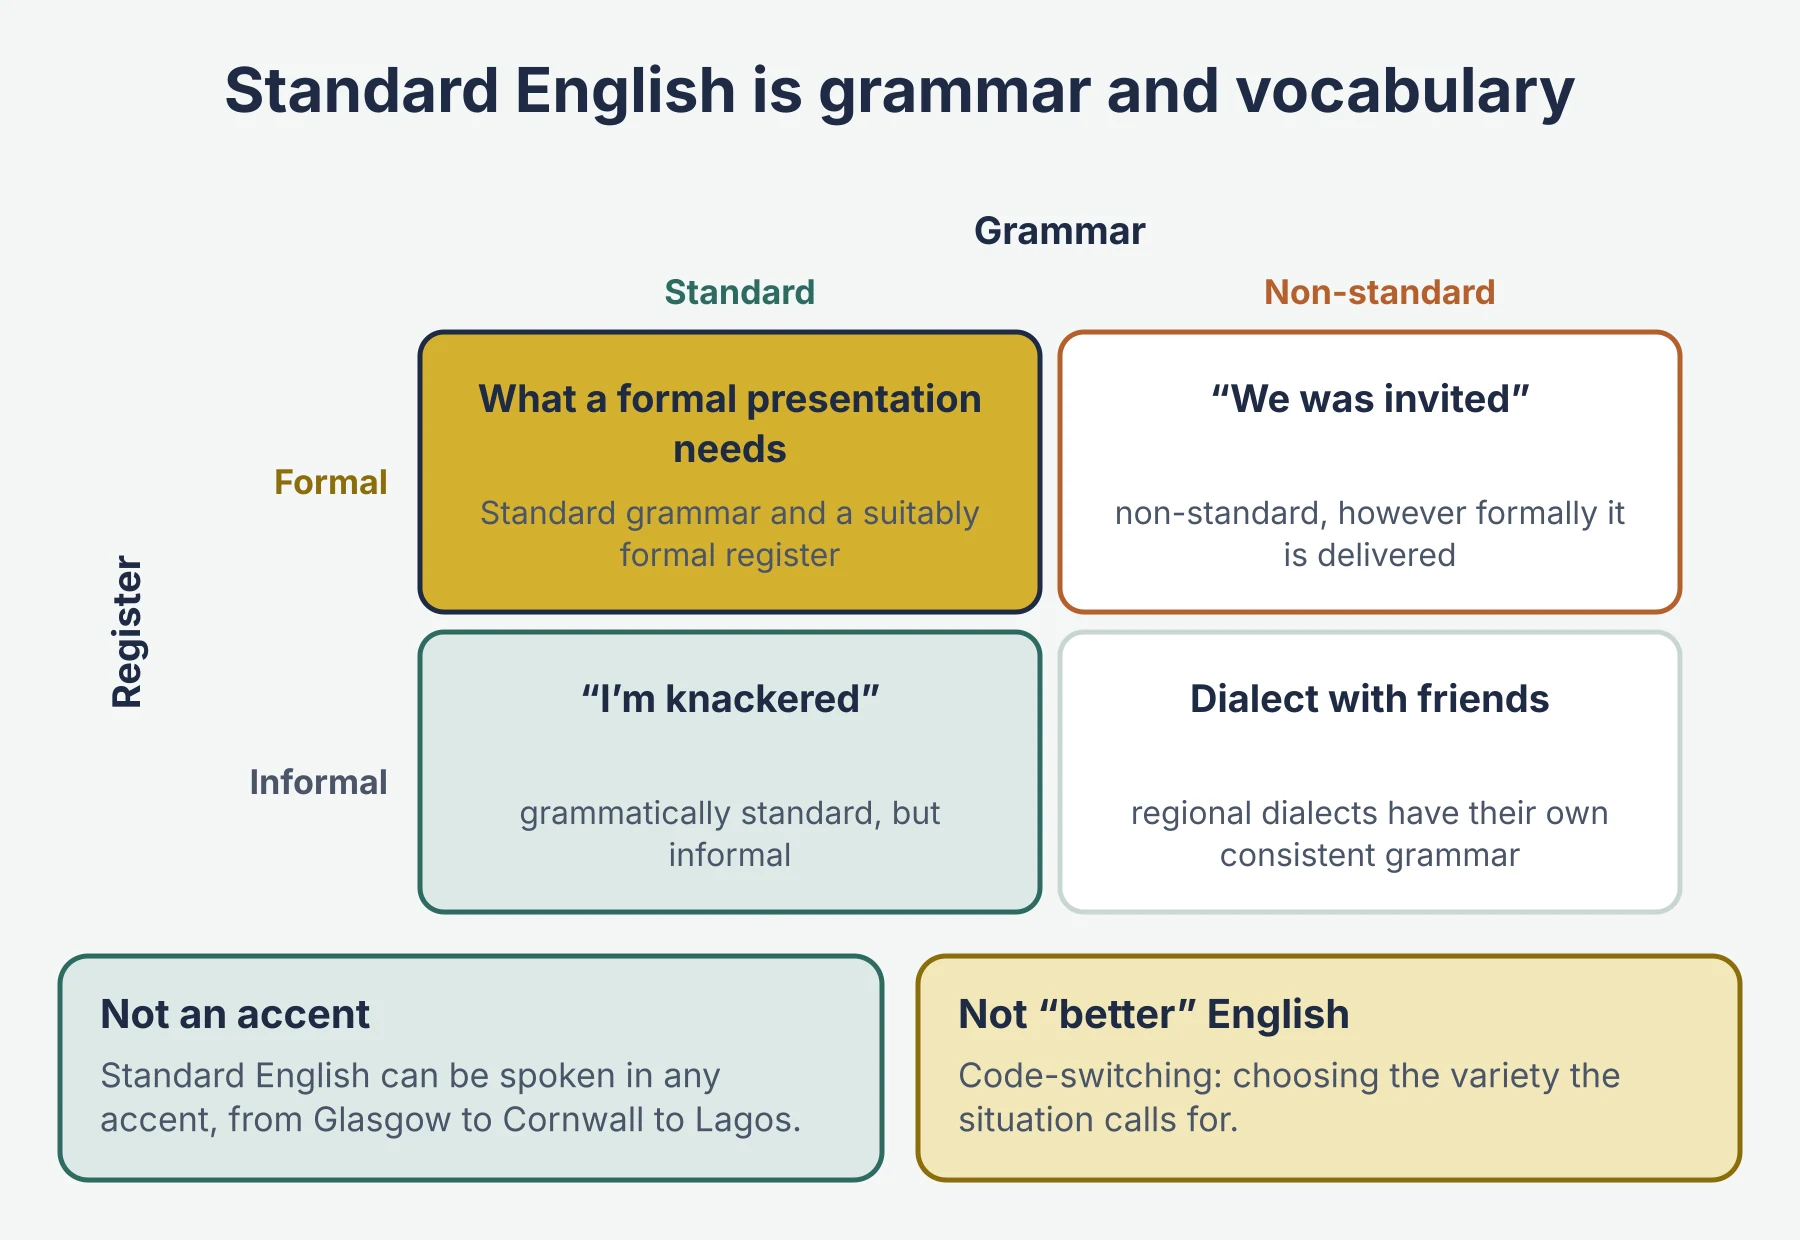 Standard English is grammar and vocabulary
Grammar
Standard
Non-standard
Register
Formal
What a formal presentation
needs
Standard grammar and a suitably
formal register
“We was invited”
non-standard, however formally it
is delivered
Informal
“I’m knackered”
grammatically standard, but
informal
Dialect with friends
regional dialects have their own
consistent grammar
Not an accent
Standard English can be spoken in any
accent, from Glasgow to Cornwall to Lagos.
Not “better” English
Code-switching: choosing the variety the
situation calls for.